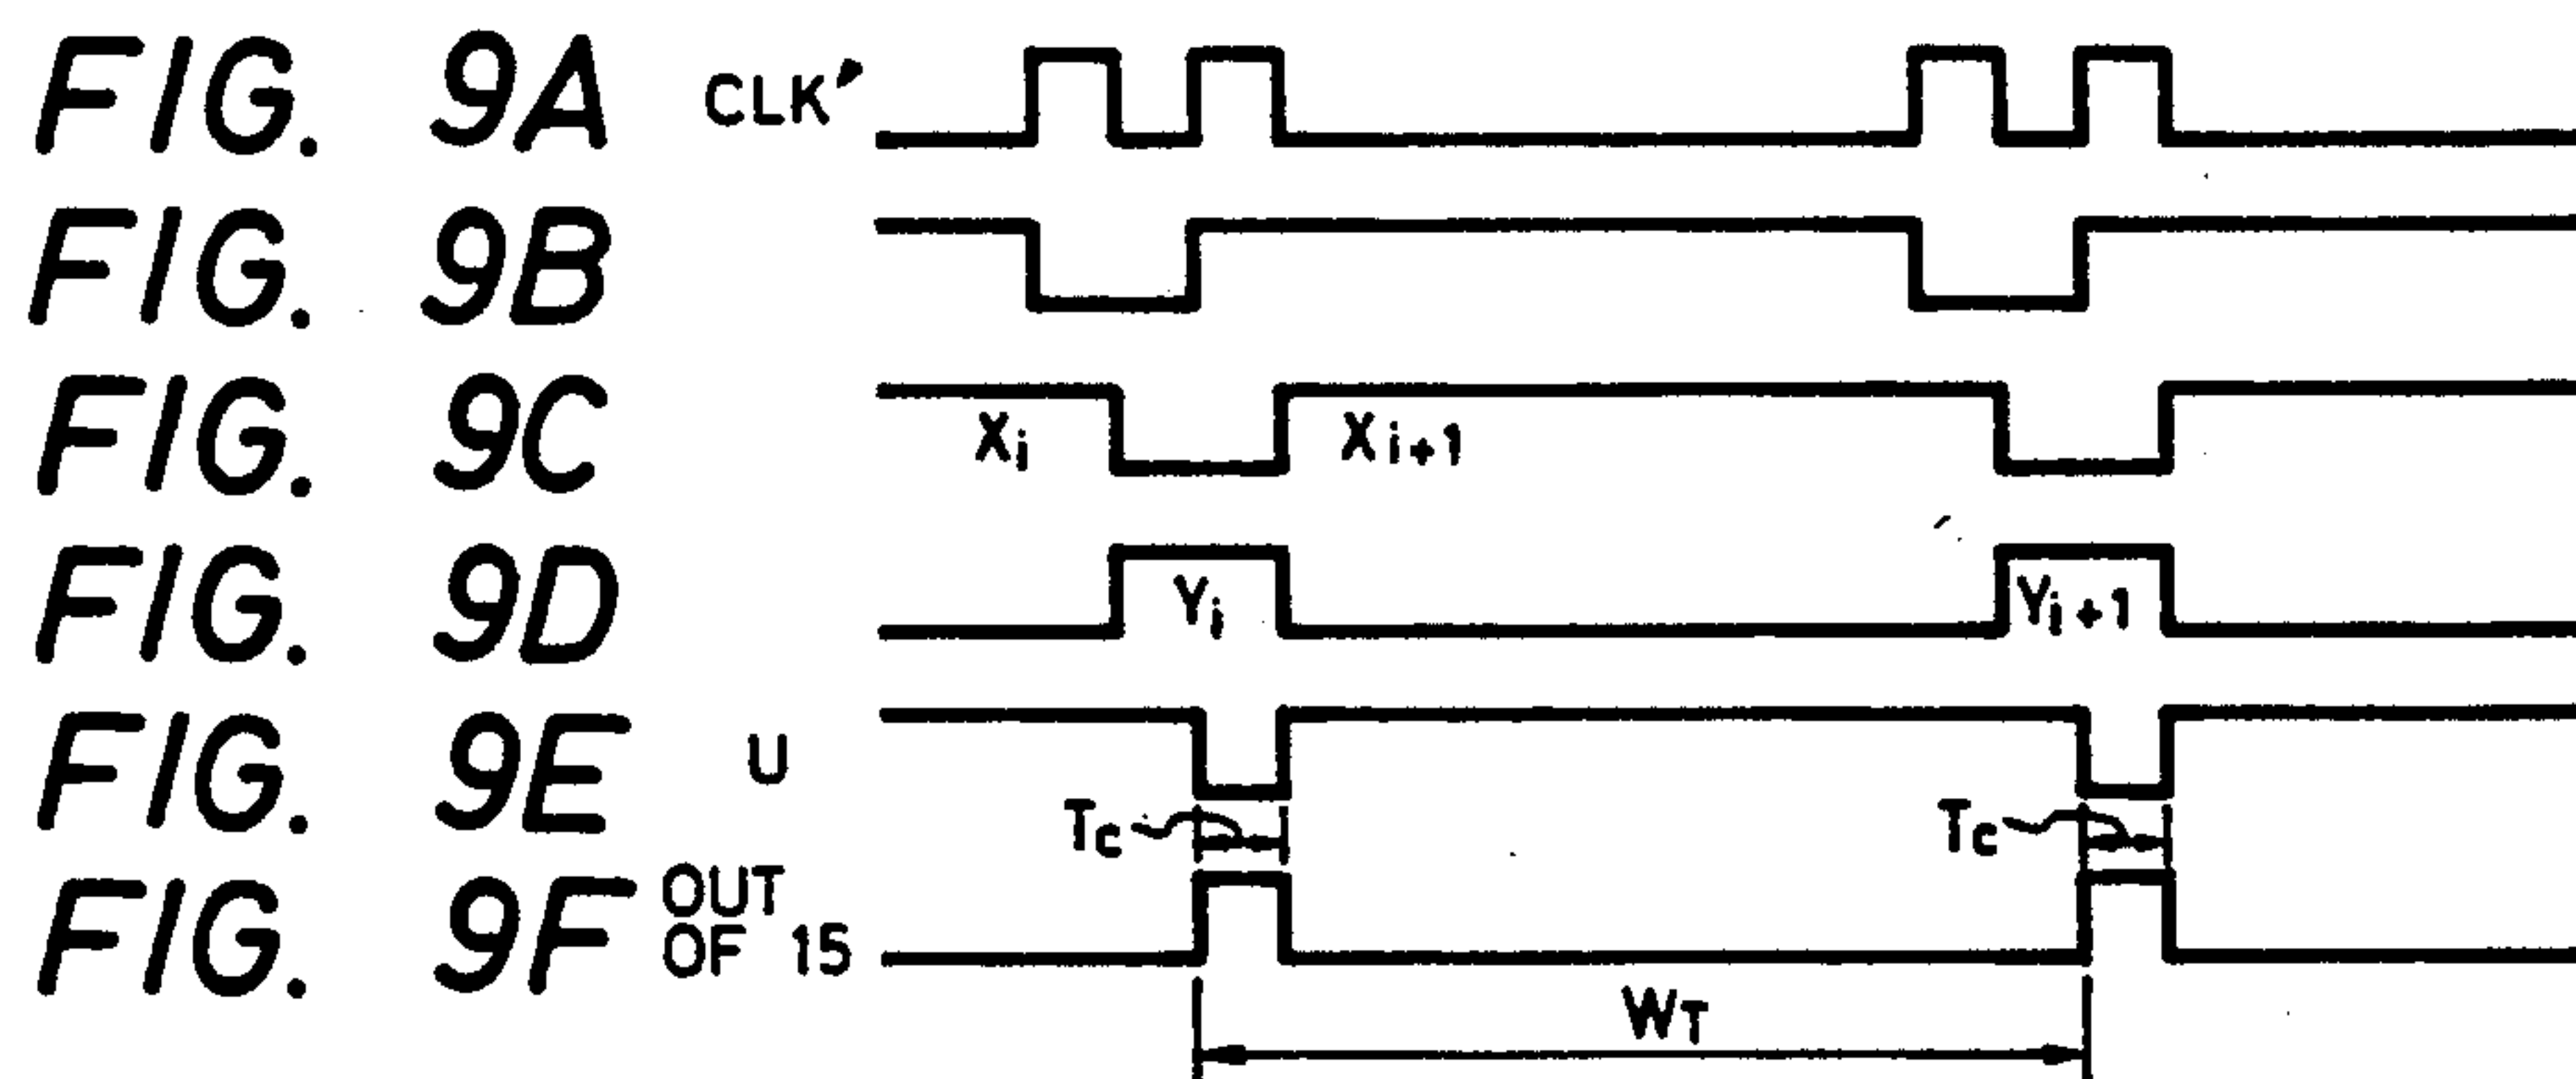 FIG. 9A CLK'
FIG. 9B
FIG. 9C Xi Xi+1
FIG. 9D Yi Yi+1
FIG. 9E U
Tc Tc
FIG. 9F OUT OF 15
WT